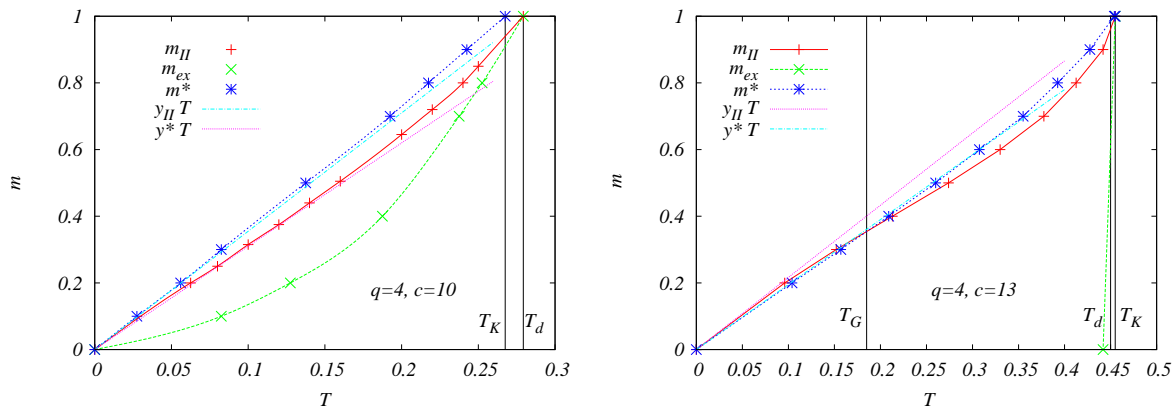 1
0.8
0.6
0.4
0.2
0
m
m_II
m_ex
m*
y_II T
y* T
q=4, c=10
T_K T_d
0 0.05 0.1 0.15 0.2 0.25 0.3
T
1
0.8
0.6
0.4
0.2
0
m
m_II
m_ex
m*
y_II T
y* T
q=4, c=13
T_G T_d T_K
0 0.05 0.1 0.15 0.2 0.25 0.3 0.35 0.4 0.45 0.5
T